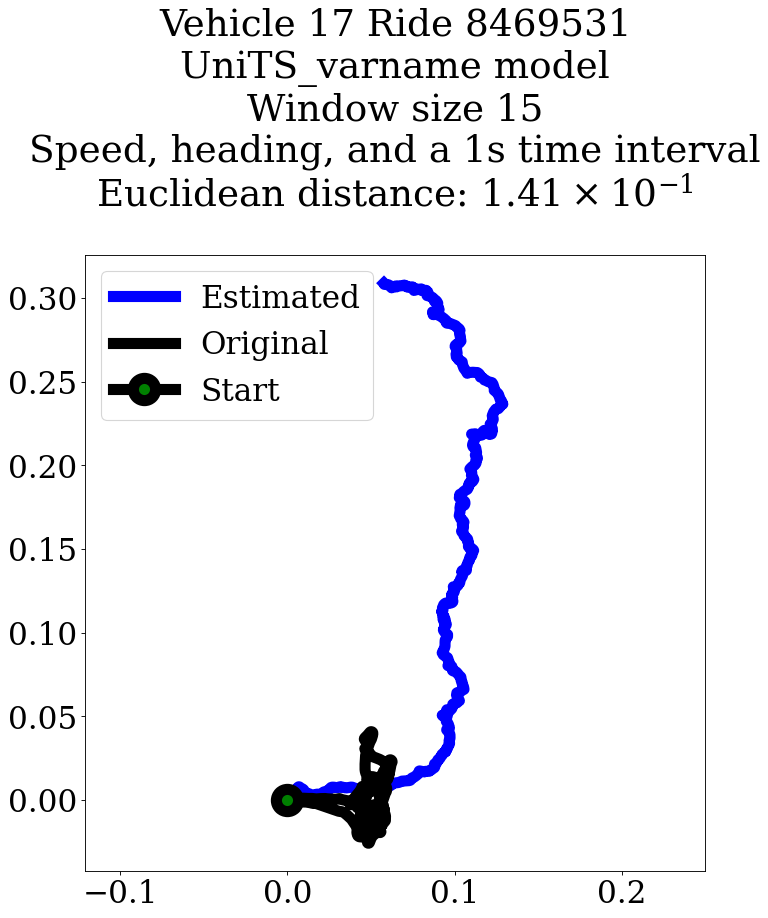 Vehicle 17 Ride 8469531
UniTS_varname model
Window size 15
Speed, heading, and a 1s time interval
Euclidean distance: 1.41 × 10⁻¹
Estimated
Original
Start
0.30
0.25
0.20
0.15
0.10
0.05
0.00
−0.1 0.0 0.1 0.2